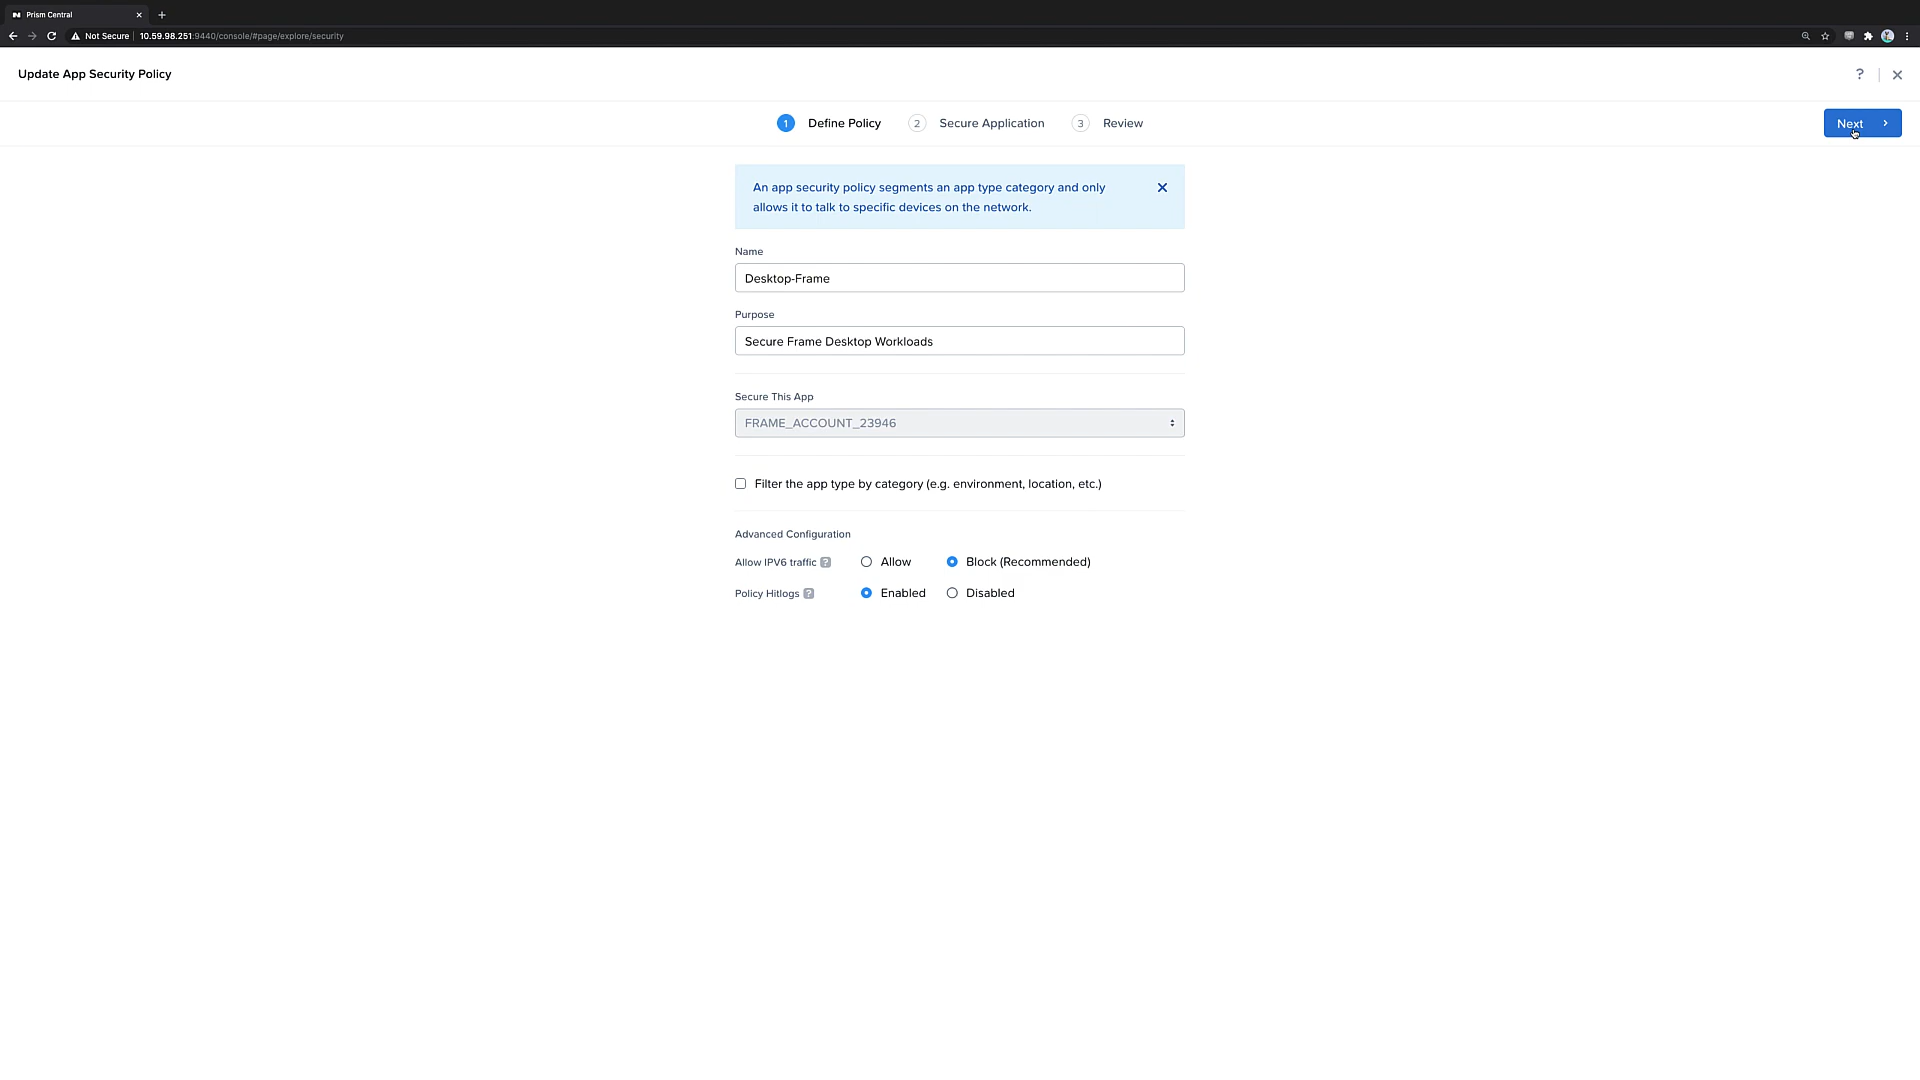 Prism Central
Not Secure
10.59.98.251:9440/console/#page/explore/security
Update App Security Policy
?
1 Define Policy
2 Secure Application
3 Review
Next
An app security policy segments an app type category and only
allows it to talk to specific devices on the network.
Name
Desktop-Frame
Purpose
Secure Frame Desktop Workloads
Secure This App
FRAME_ACCOUNT_23946
Filter the app type by category (e.g. environment, location, etc.)
Advanced Configuration
Allow IPV6 traffic ? Allow Block (Recommended)
Policy Hitlogs ? Enabled Disabled